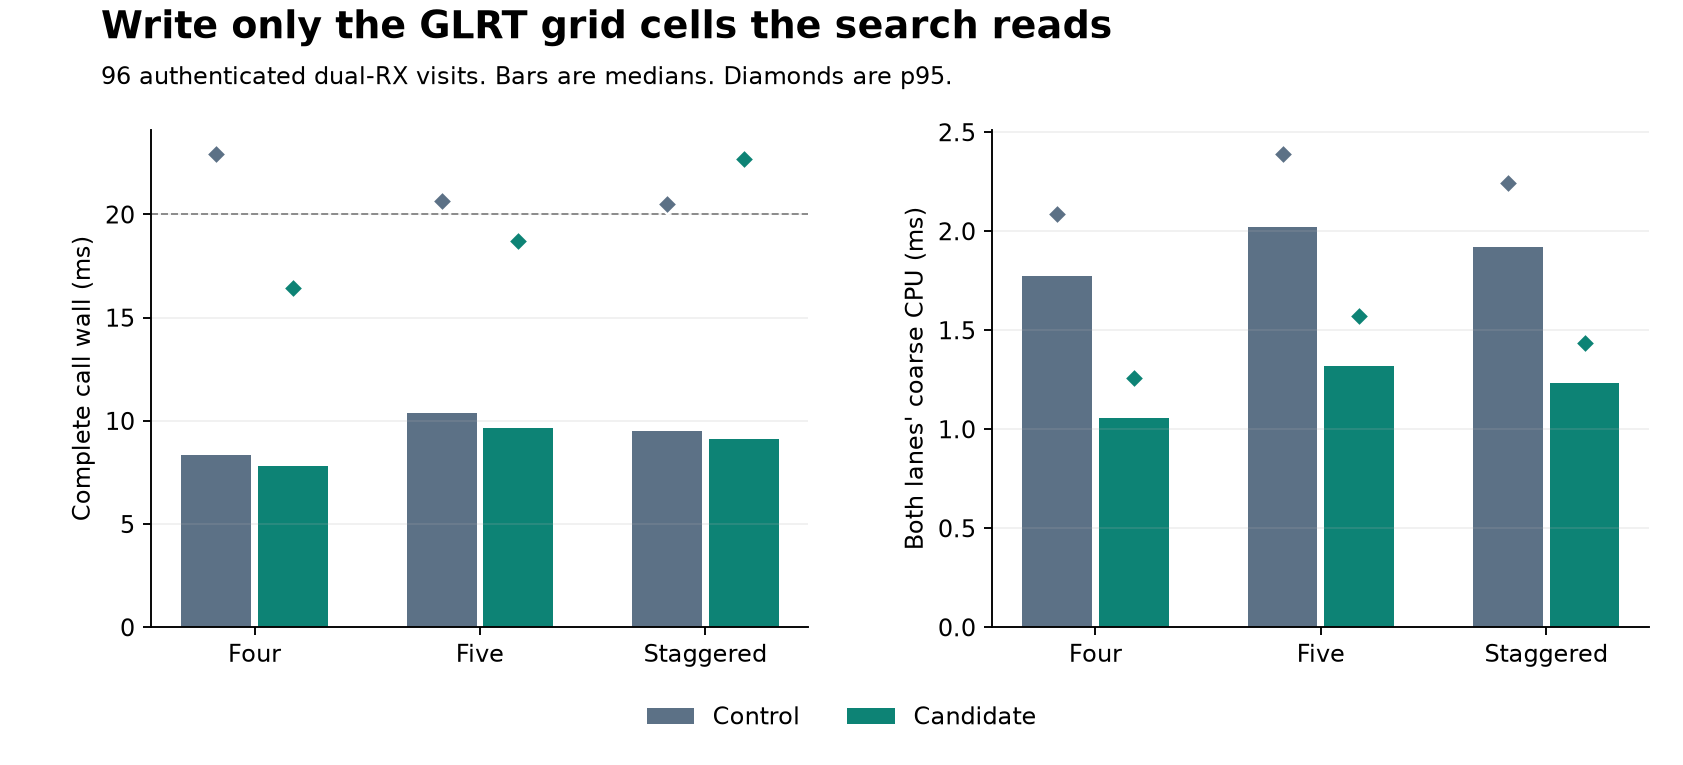 Write only the GLRT grid cells the search reads
96 authenticated dual-RX visits. Bars are medians. Diamonds are p95.
Complete call wall (ms)
20
15
10
5
0
Four
Five
Staggered
Both lanes' coarse CPU (ms)
2.5
2.0
1.5
1.0
0.5
0.0
Four
Five
Staggered
Control
Candidate